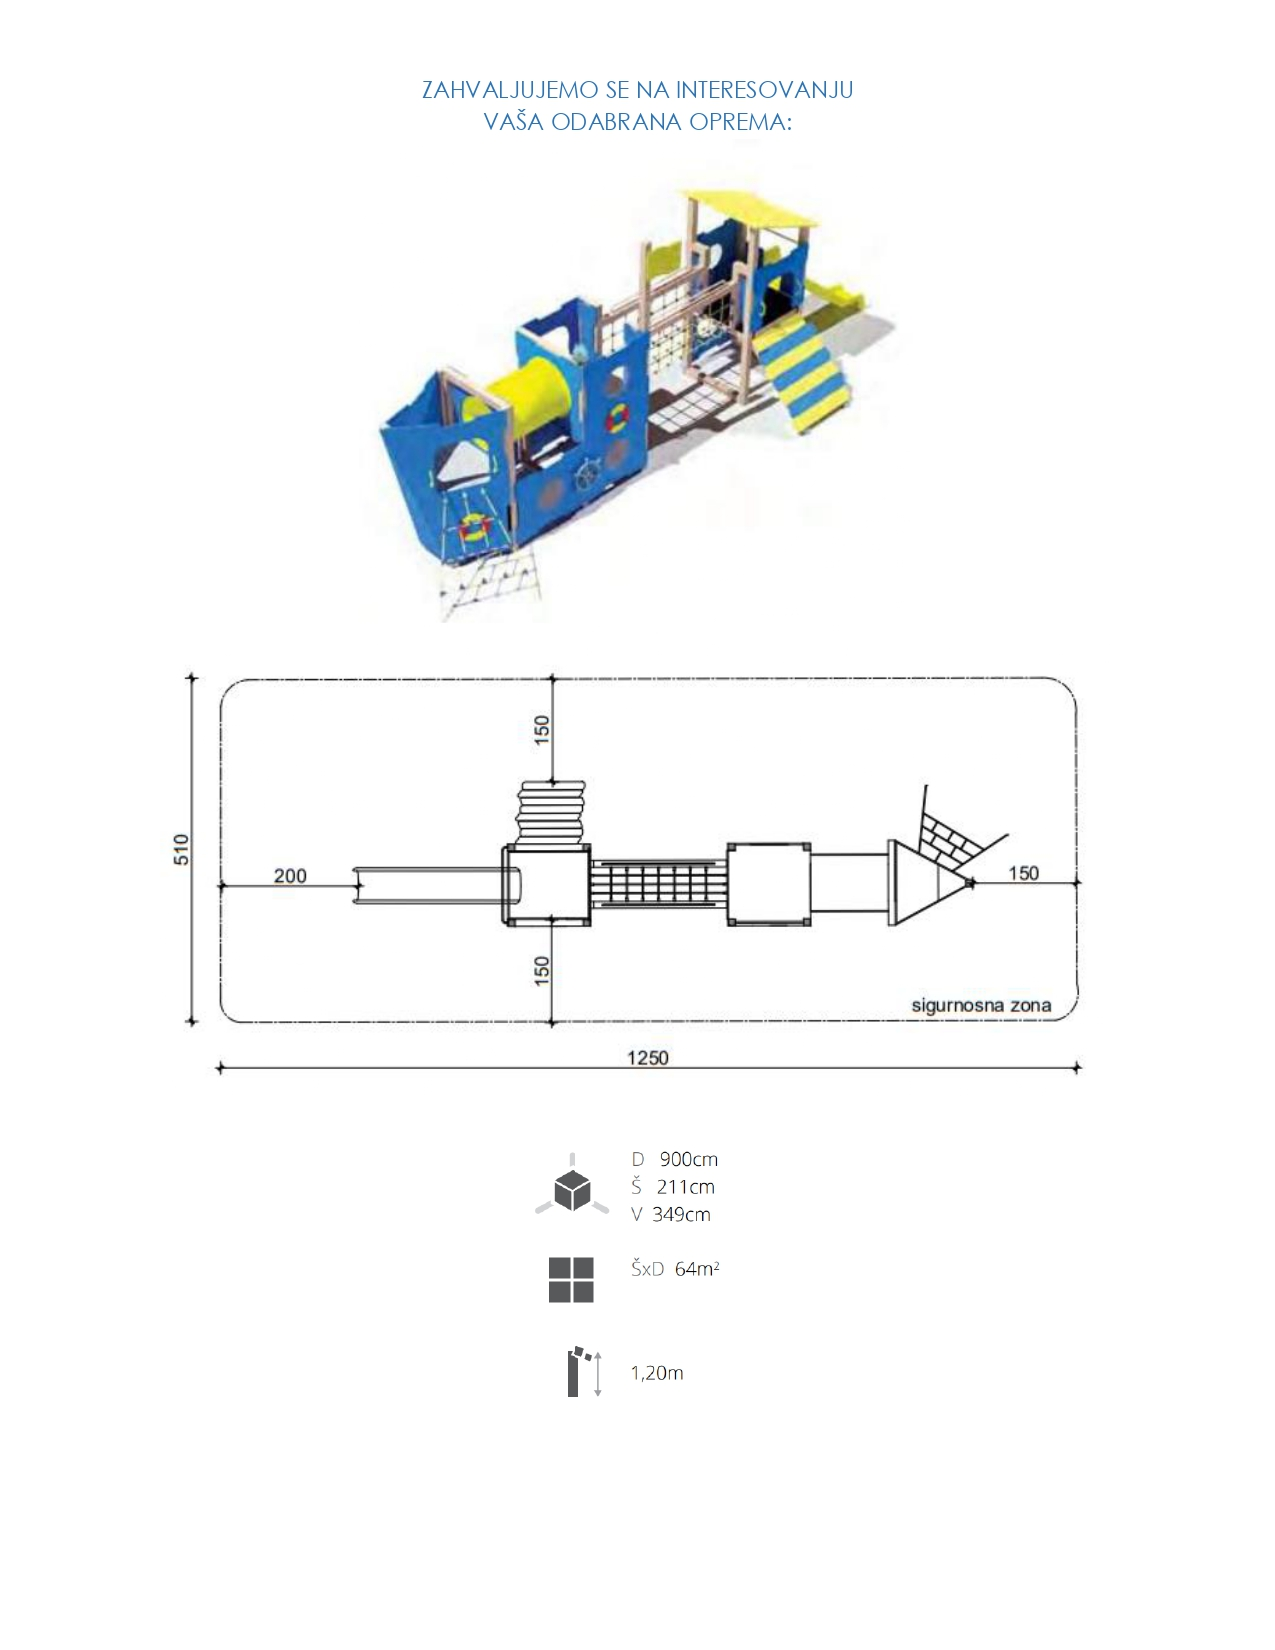 ZAHVALJUJEMO SE NA INTERESOVANJU
VAŠA ODABRANA OPREMA:
150
510
200
150
150
sigurnosna zona
1250
D 900cm
Š 211cm
V 349cm
ŠxD 64m²
1,20m